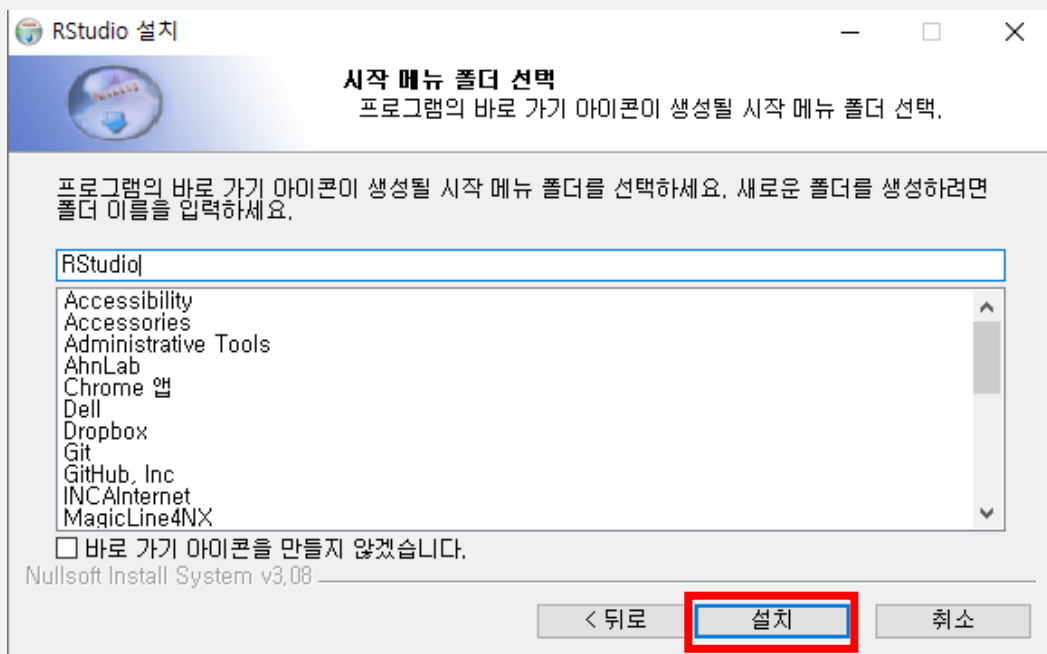 RStudio 설치
시작 메뉴 폴더 선택
프로그램의 바로 가기 아이콘이 생성될 시작 메뉴 폴더 선택.
프로그램의 바로 가기 아이콘이 생성될 시작 메뉴 폴더를 선택하세요. 새로운 폴더를 생성하려면
폴더 이름을 입력하세요.
RStudio
Accessibility
Accessories
Administrative Tools
AhnLab
Chrome 앱
Dell
Dropbox
Git
GitHub, Inc
INCAInternet
MagicLine4NX
바로 가기 아이콘을 만들지 않겠습니다.
Nullsoft Install System v3.08
< 뒤로
설치
취소